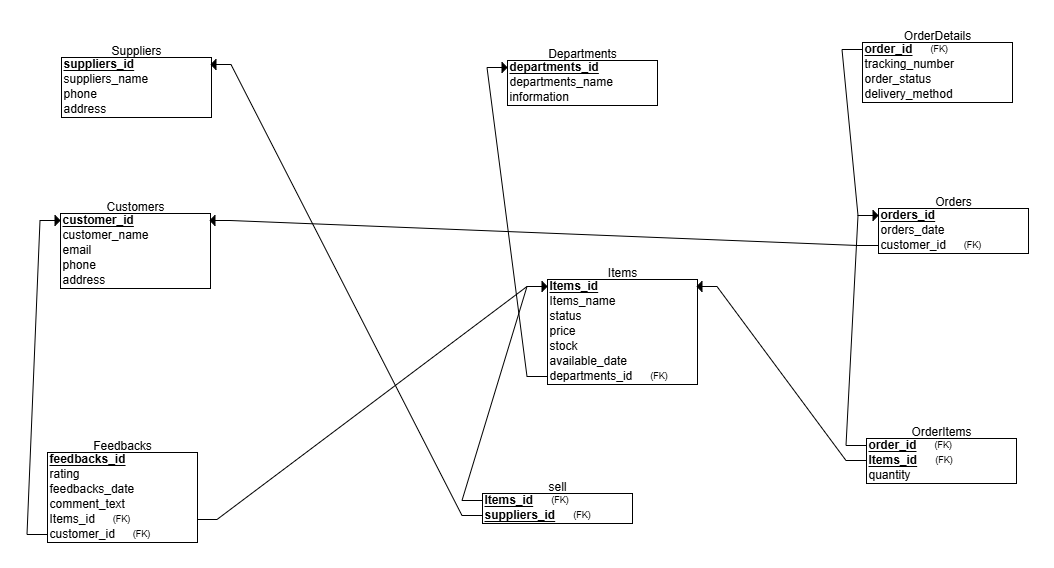 Suppliers
suppliers_id
suppliers_name
phone
address
Departments
departments_id
departments_name
information
OrderDetails
order_id (FK)
tracking_number
order_status
delivery_method
Customers
customer_id
customer_name
email
phone
address
Orders
orders_id
orders_date
customer_id (FK)
Items
Items_id
Items_name
status
price
stock
available_date
departments_id (FK)
Feedbacks
feedbacks_id
rating
feedbacks_date
comment_text
Items_id (FK)
customer_id (FK)
sell
Items_id (FK)
suppliers_id (FK)
OrderItems
order_id (FK)
Items_id (FK)
quantity